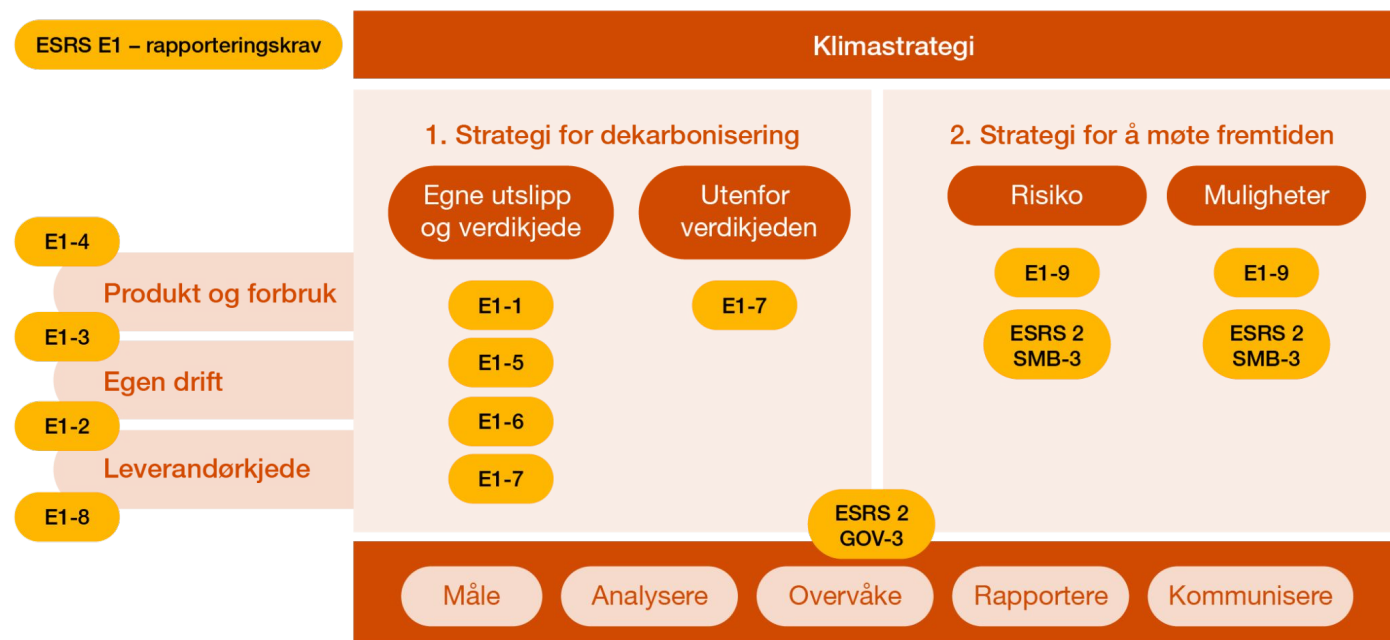 ESRS E1 – rapporteringskrav
Klimastrategi
1. Strategi for dekarbonisering
2. Strategi for å møte fremtiden
Egne utslipp
og verdikjede
Utenfor
verdikjeden
Risiko
Muligheter
E1-4
Produkt og forbruk
E1-3
Egen drift
E1-2
Leverandørkjede
E1-8
E1-1
E1-5
E1-6
E1-7
E1-7
E1-9
ESRS 2
SMB-3
E1-9
ESRS 2
SMB-3
ESRS 2
GOV-3
Måle
Analysere
Overvåke
Rapportere
Kommunisere